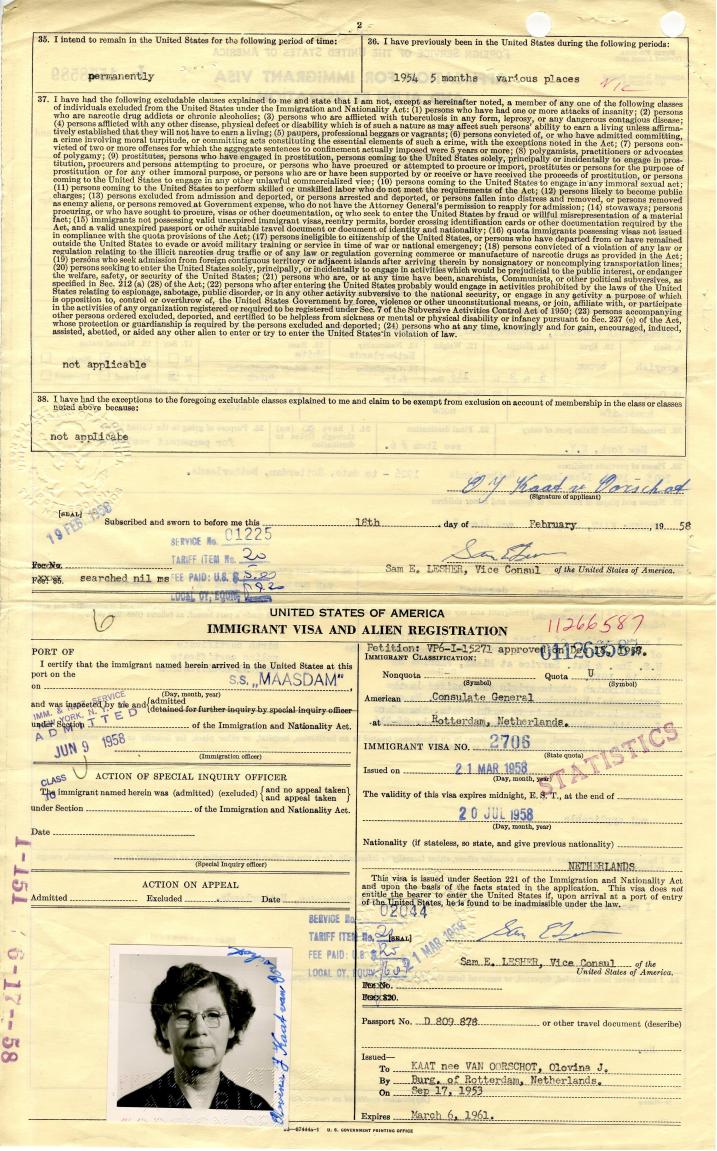 2
35. I intend to remain in the United States for the following period of time:
permanently
36. I have previously been in the United States during the following periods:
1954 5 months various places
37. I have had the following excludable clauses explained to me and state that I am not, except as hereinafter noted, a member of any one of the following classes
of individuals excluded from the United States under the Immigration and Nationality Act: (1) persons who have had one or more attacks of insanity; (2) persons
who are narcotic drug addicts or chronic alcoholics; (3) persons who are afflicted with tuberculosis in any form, leprosy, or any dangerous contagious disease;
(4) persons afflicted with any other disease, physical defect or disability which is of such a nature as may affect such persons' ability to earn a living unless affirma-
tively established that they will not have to earn a living; (5) paupers, professional beggars or vagrants; (6) persons convicted of, or who have admitted committing,
a crime involving moral turpitude, or committing acts constituting the essential elements of such a crime, with the exceptions noted in the Act; (7) persons con-
victed of two or more offenses for which the aggregate sentences to confinement actually imposed were 5 years or more; (8) polygamists, practitioners or advocates
of polygamy; (9) prostitutes, persons who have engaged in prostitution, persons coming to the United States solely, principally or incidentally to engage in pros-
titution, procurers and persons attempting to procure, or persons who have procured or attempted to procure or import, prostitutes or persons for the purpose of
prostitution or for any other immoral purpose, or persons who are or have been supported by or receive or have received the proceeds of prostitution, or persons
coming to the United States to engage in any other unlawful commercialized vice; (10) persons coming to the United States to engage in any immoral sexual act;
(11) persons coming to the United States to perform skilled or unskilled labor who do not meet the requirements of the Act; (12) persons likely to become public
charges; (13) persons excluded from admission and deported, or persons arrested and deported, or persons fallen into distress and removed, or persons removed
as enemy aliens, or persons removed at Government expense, who do not have the Attorney General's permission to reapply for admission; (14) stowaways; persons
procuring, or who have sought to procure, visas or other documentation, or who seek to enter the United States by fraud or willful misrepresentation of a material
fact; (15) immigrants not possessing valid unexpired immigrant visas, reentry permits, border crossing identification cards or other documentation required by the
Act, and a valid unexpired passport or other suitable travel document or document of identity and nationality; (16) quota immigrants possessing visas not issued
in compliance with the quota provisions of the Act; (17) persons ineligible to citizenship of the United States, or persons who have departed from or have remained
outside the United States to evade or avoid military training or service in time of war or national emergency; (18) persons convicted of a violation of any law or
regulation relating to the illicit narcotic drug traffic or of any law or regulation governing commerce or manufacture of narcotic drugs as provided in the Act;
(19) persons who seek admission from foreign contiguous territory or adjacent islands after arriving therein by nonsignatory or noncomplying transportation lines;
(20) persons seeking to enter the United States solely, principally, or incidentally to engage in activities which would be prejudicial to the public interest, or endanger
the welfare, safety, or security of the United States; (21) persons who are, or at any time have been, anarchists, Communists, or other political subversives, as
specified in Sec. 212 (a) (28) of the Act; (22) persons who after entering the United States probably would engage in activities prohibited by the laws of the United
States relating to espionage, sabotage, public disorder, or in any other activity subversive to the national security, or engage in any activity a purpose of which
is opposition to, control or overthrow of, the United States Government by force, violence or other unconstitutional means, or join, affiliate with, or participate
in the activities of any organization registered or required to be registered under Sec. 7 of the Subversive Activities Control Act of 1950; (23) persons accompanying
other persons ordered excluded, deported, and certified to be helpless from sickness or mental or physical disability or infancy pursuant to Sec. 237 (e) of the Act,
whose protection or guardianship is required by the persons excluded and deported; (24) persons who at any time, knowingly and for gain, encouraged, induced,
assisted, abetted, or aided any other alien to enter or try to enter the United States in violation of law.
not applicable
38. I have had the exceptions to the foregoing excludable classes explained to me and claim to be exempt from exclusion on account of membership in the class or classes
noted above because:
not applicabe
O J Kaat v Oorschot
(Signature of applicant)
[SEAL]
19 FEB 1958
Subscribed and sworn to before me this 18th day of February, 19 58
SERVICE No. 01225
TARIFF ITEM No. 20
Fee No.
searched nil ms
FEE PAID: U.S. $
LOCAL CY. EQUIV.
Sam E. LESHER, Vice Consul of the United States of America.
6
UNITED STATES OF AMERICA
IMMIGRANT VISA AND ALIEN REGISTRATION
11266587
PORT OF
I certify that the immigrant named herein arrived in the United States at this
port on the S.S. „MAASDAM"
on
(Day, month, year)
and was inspected by me and {admitted
{detained for further inquiry by special inquiry officer
under Section of the Immigration and Nationality Act.
IMM. & NATZ. SERVICE
NEW YORK, N.Y.
ADMITTED
JUN 9 1958
CLASS
TO
(Immigration officer)
ACTION OF SPECIAL INQUIRY OFFICER
The immigrant named herein was (admitted) (excluded) {and no appeal taken}
{and appeal taken}
under Section of the Immigration and Nationality Act.
Date
(Special Inquiry officer)
ACTION ON APPEAL
Admitted Excluded Date
I-151
6-17-58
SERVICE No. 02044
TARIFF ITEM No.
FEE PAID: U.S. $
LOCAL CY. EQUIV.
Olovina J Kaat van Oorschot
Petition: VP6-I-15271 approved on Dec 13, 1957.
IMMIGRANT CLASSIFICATION:
Nonquota
(Symbol)
Quota U
(Symbol)
American Consulate General
at Rotterdam, Netherlands.
IMMIGRANT VISA NO. 2706
(State quota)
Issued on 21 MAR 1958
(Day, month, year)
STATISTICS
The validity of this visa expires midnight, E. S. T., at the end of
20 JUL 1958
(Day, month, year)
Nationality (if stateless, so state, and give previous nationality)
NETHERLANDS
This visa is issued under Section 221 of the Immigration and Nationality Act
and upon the basis of the facts stated in the application. This visa does not
entitle the bearer to enter the United States if, upon arrival at a port of entry
of the United States, he is found to be inadmissible under the law.
[SEAL]
21 MAR 1958
Sam E. LESHER, Vice Consul of the
United States of America.
Fee No.
Passport No. D 809 878 or other travel document (describe)
Issued—
To KAAT nee VAN OORSCHOT, Olovina J.
By Burg. of Rotterdam, Netherlands.
On Sep 17, 1953
Expires March 6, 1961.
U. S. GOVERNMENT PRINTING OFFICE